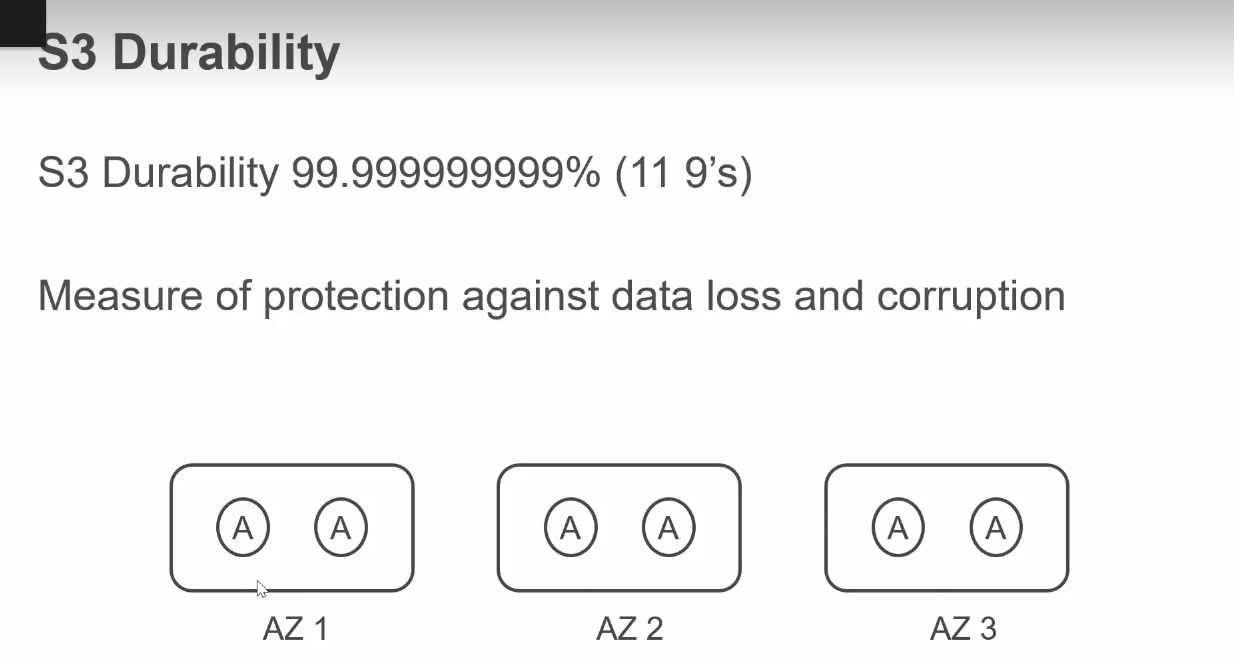 S3 Durability
S3 Durability 99.999999999% (11 9’s)
Measure of protection against data loss and corruption
A A A A A A
AZ 1 AZ 2 AZ 3